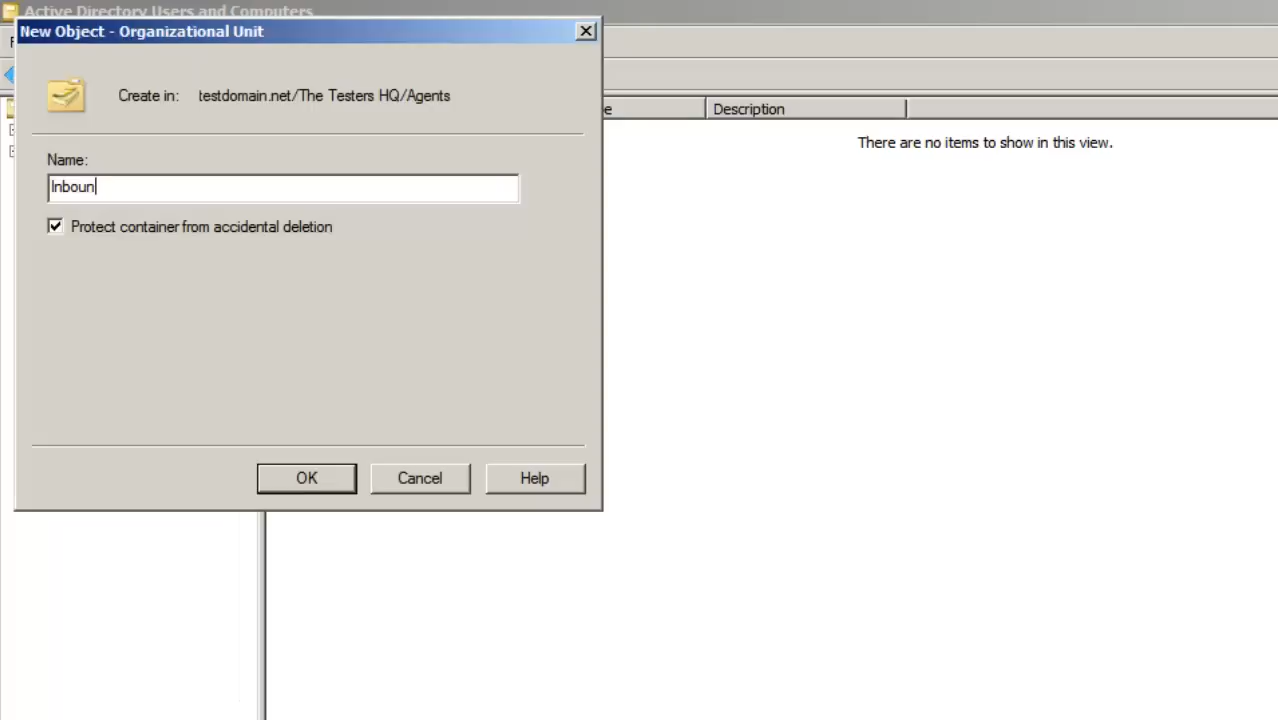 Active Directory Users and Computers
New Object - Organizational Unit
Create in: testdomain.net/The Testers HQ/Agents
Description
There are no items to show in this view.
Name:
Inboun
Protect container from accidental deletion
OK Cancel Help